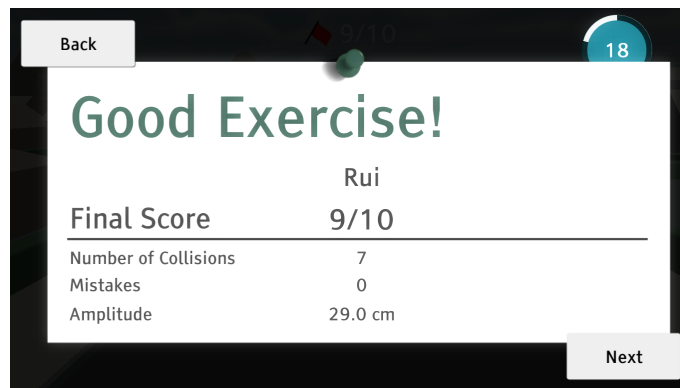 Back
9/10
18
Good Exercise!
Rui
Final Score 9/10
Number of Collisions 7
Mistakes 0
Amplitude 29.0 cm
Next